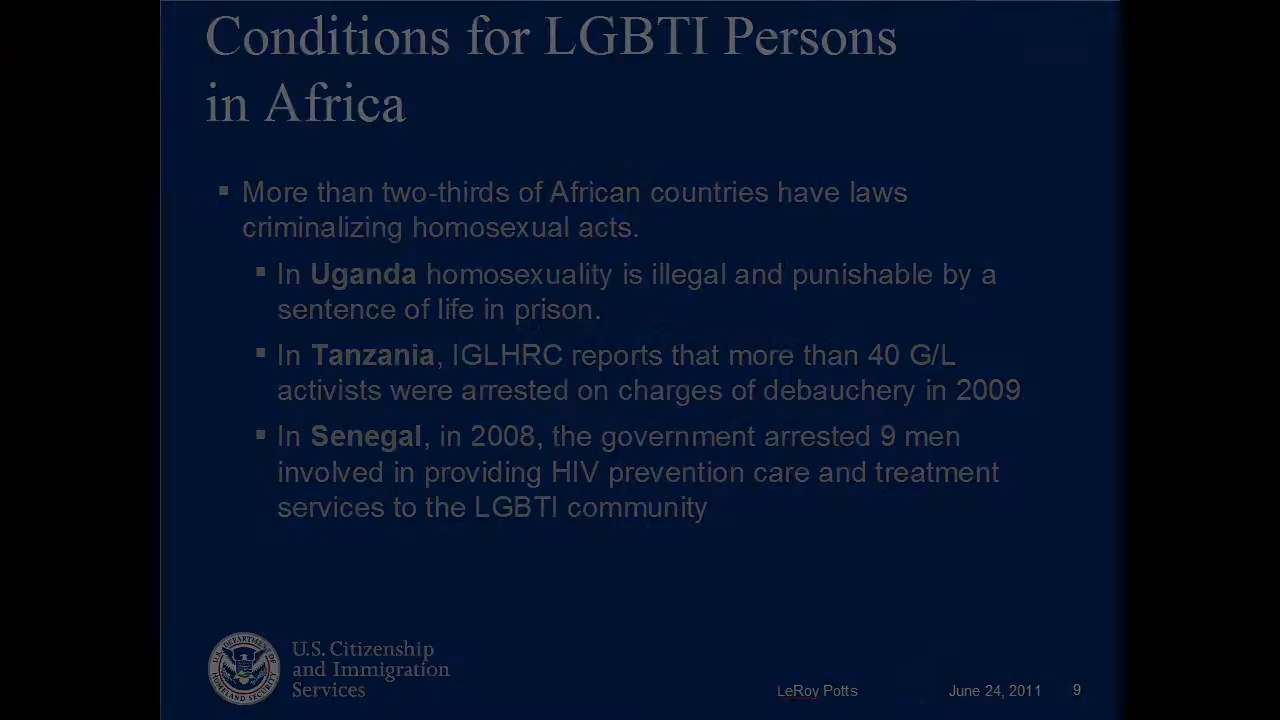 Conditions for LGBTI Persons
in Africa
▪ More than two-thirds of African countries have laws
criminalizing homosexual acts.
▪ In Uganda homosexuality is illegal and punishable by a
sentence of life in prison.
▪ In Tanzania, IGLHRC reports that more than 40 G/L
activists were arrested on charges of debauchery in 2009
▪ In Senegal, in 2008, the government arrested 9 men
involved in providing HIV prevention care and treatment
services to the LGBTI community
U.S. DEPARTMENT OF
HOMELAND SECURITY
U.S. Citizenship
and Immigration
Services
LeRoy Potts
June 24, 2011
9